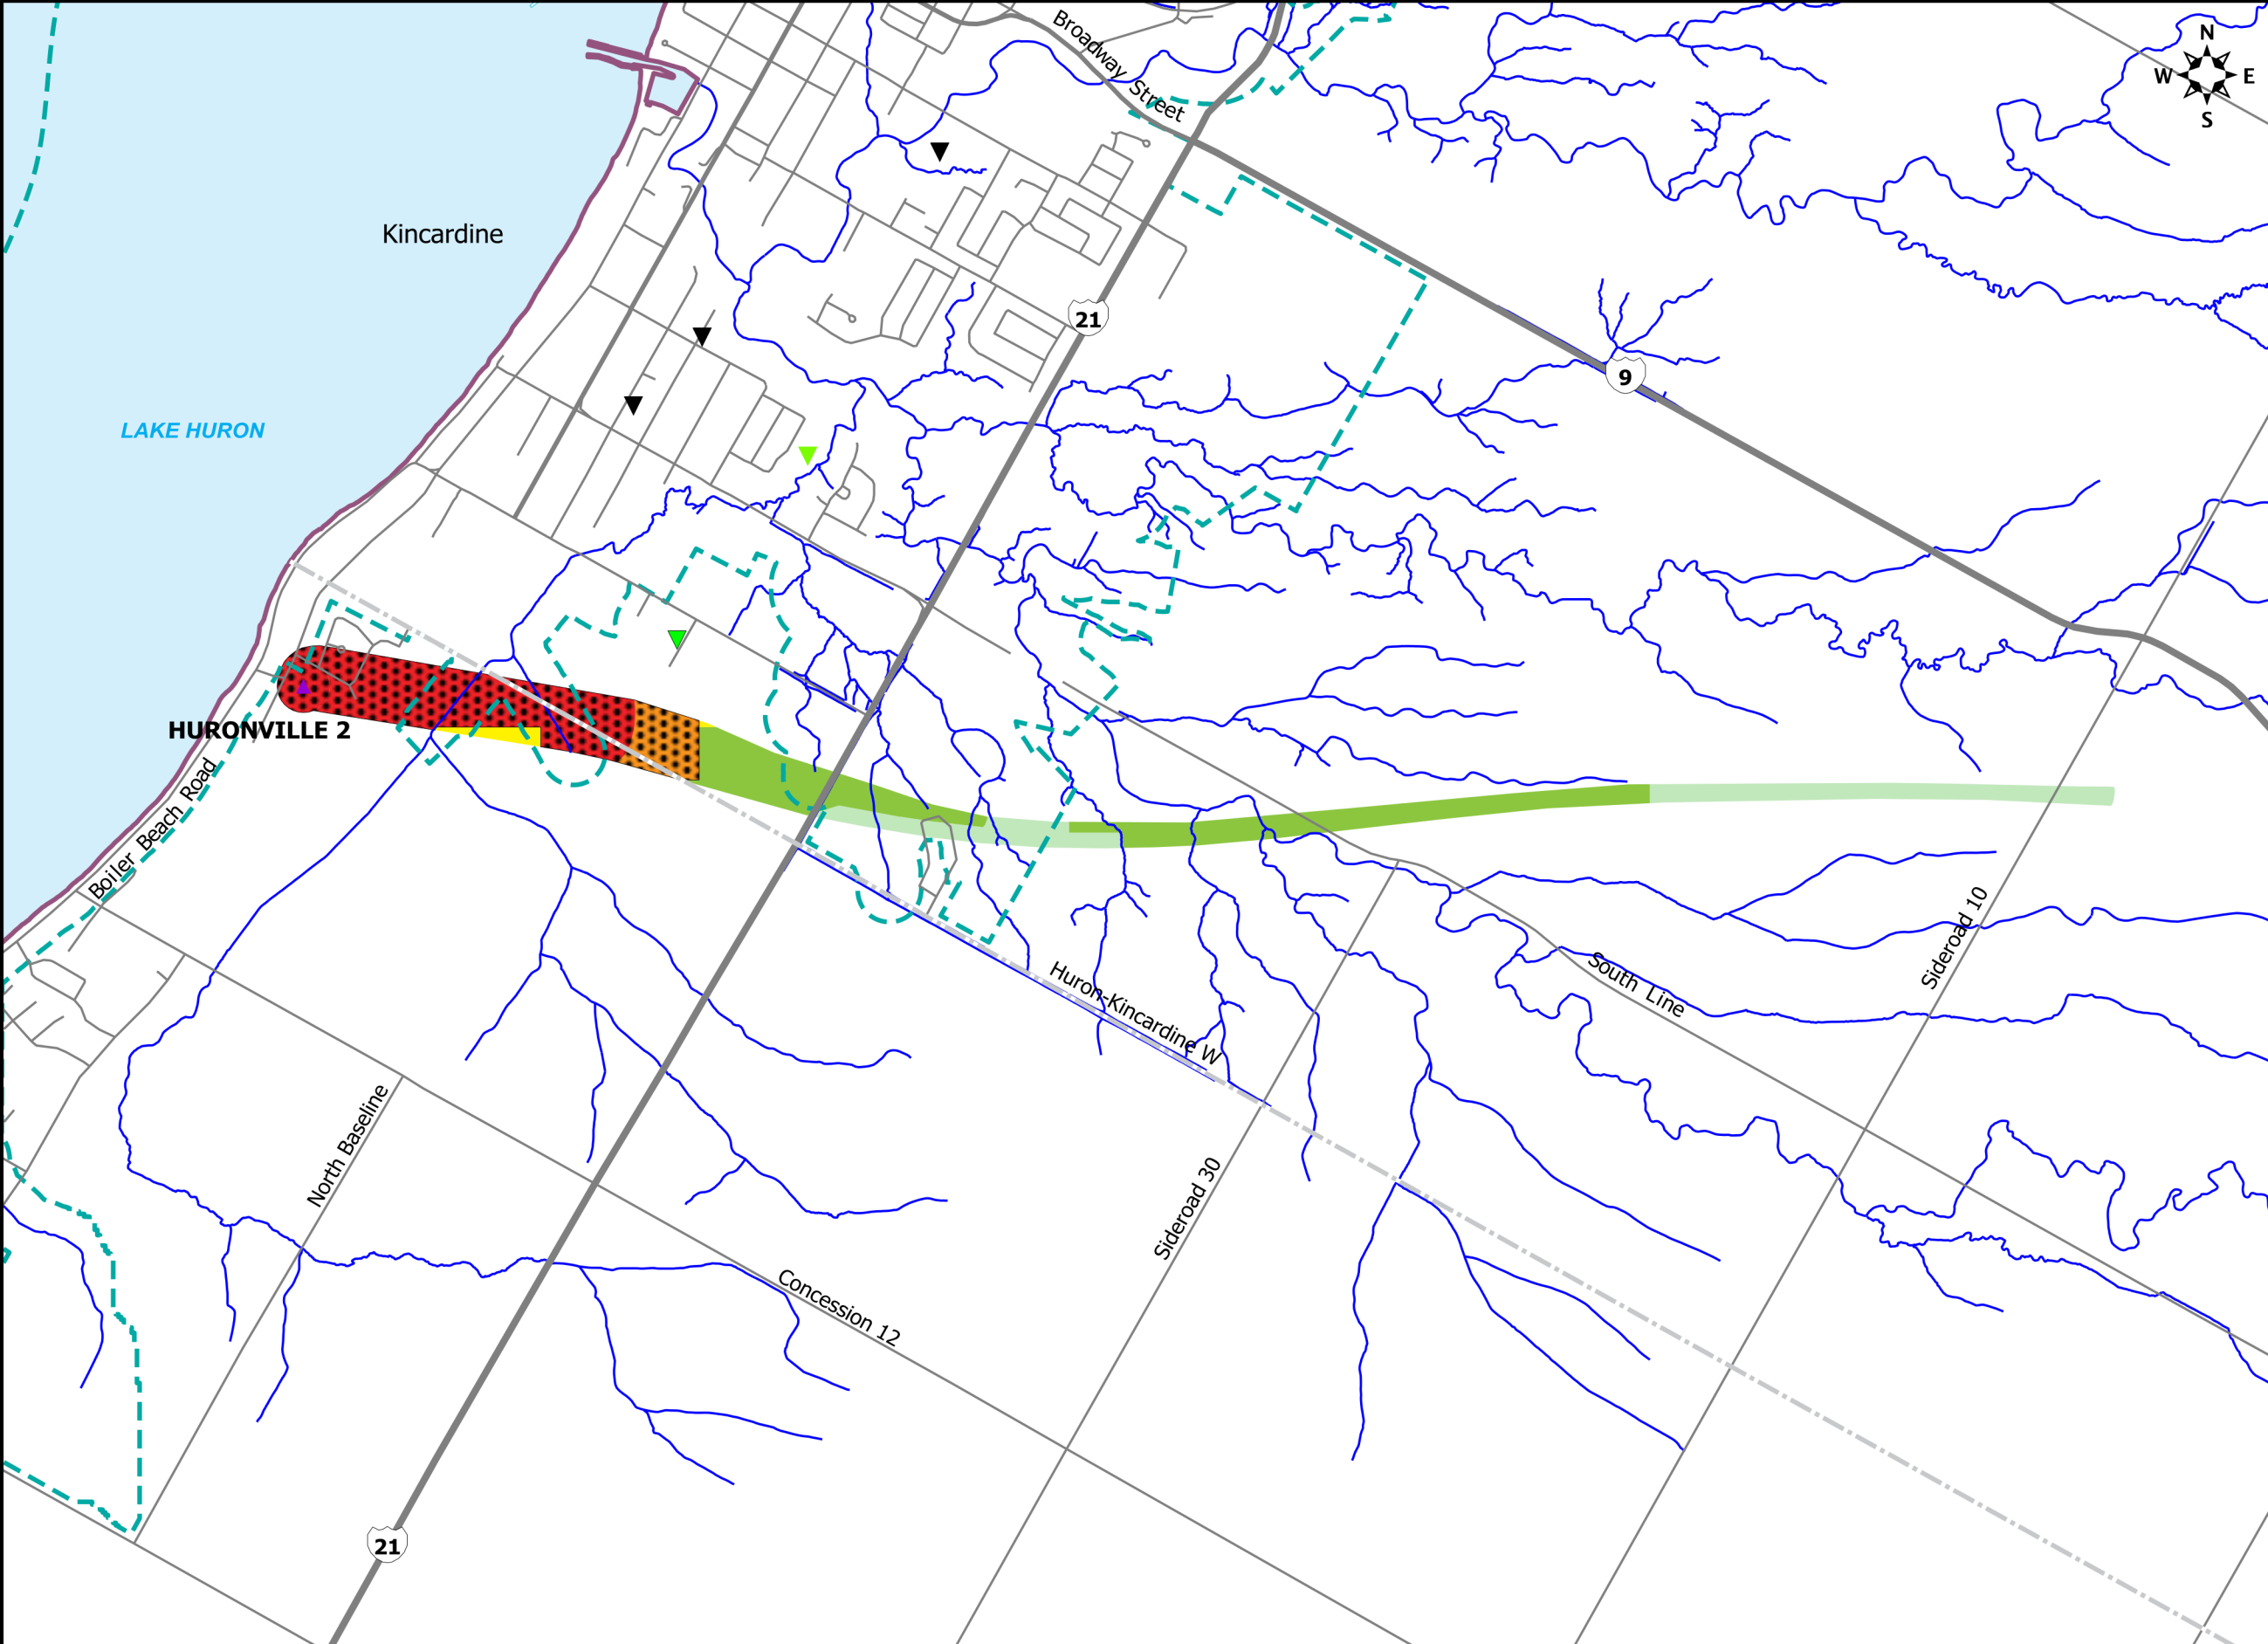 Broadway Street
N
W E
S
Kincardine
21
9
LAKE HURON
HURONVILLE 2
Boiler Beach Road
Sideroad 10
South Line
Huron-Kincardine W
North Baseline
Sideroad 30
Concession 12
21